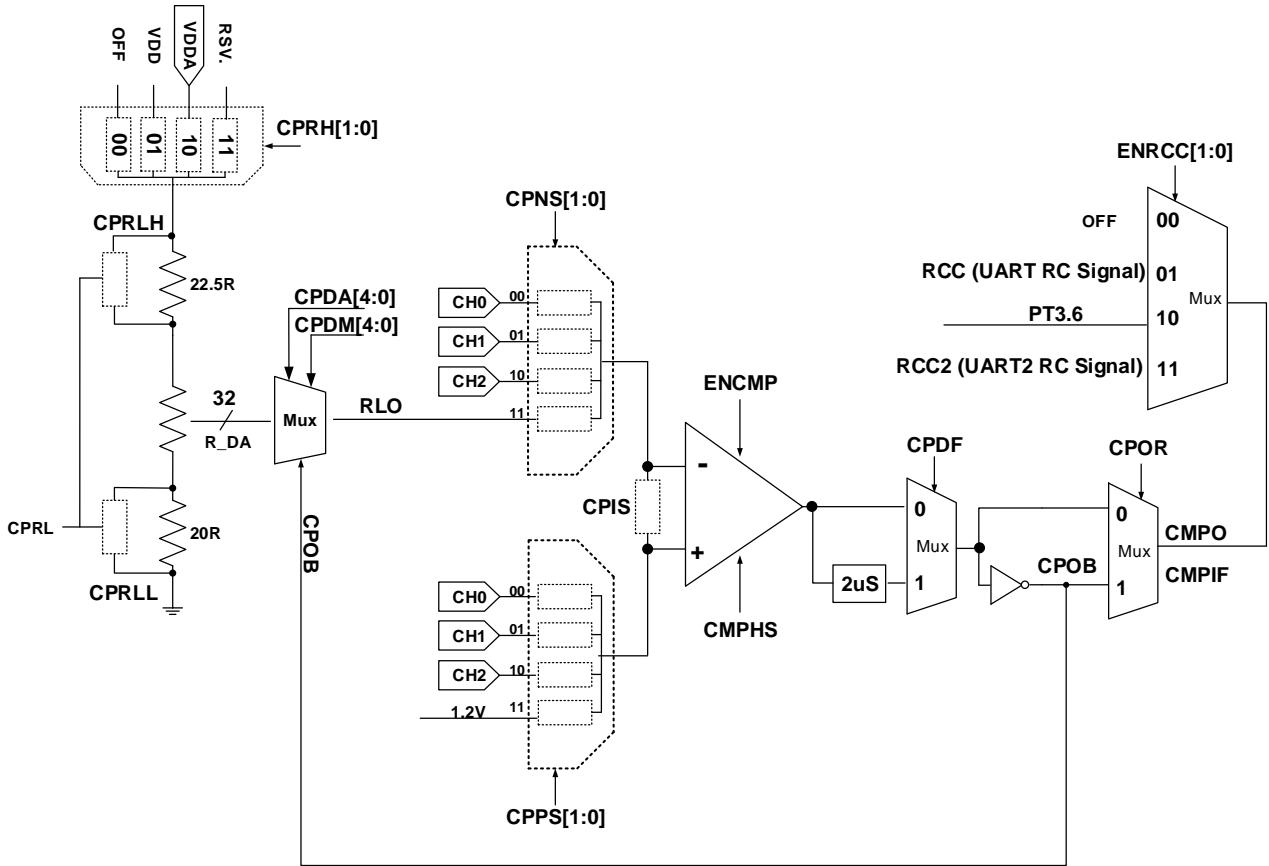 OFF
VDD
VDDA
RSV.
00
01
10
11
CPRH[1:0]
CPRLH
22.5R
32
R_DA
CPRL
20R
CPRLL
CPDA[4:0]
CPDM[4:0]
Mux
RLO
CPOB
CPNS[1:0]
CH0
00
CH1
01
CH2
10
11
CPIS
CH0
00
CH1
01
CH2
10
1.2V
11
CPPS[1:0]
ENCMP
-
+
CMPHS
2uS
CPDF
0
Mux
1
CPOB
CPOR
0
Mux
1
CMPO
CMPIF
ENRCC[1:0]
OFF
00
RCC (UART RC Signal)
01
Mux
PT3.6
10
RCC2 (UART2 RC Signal)
11